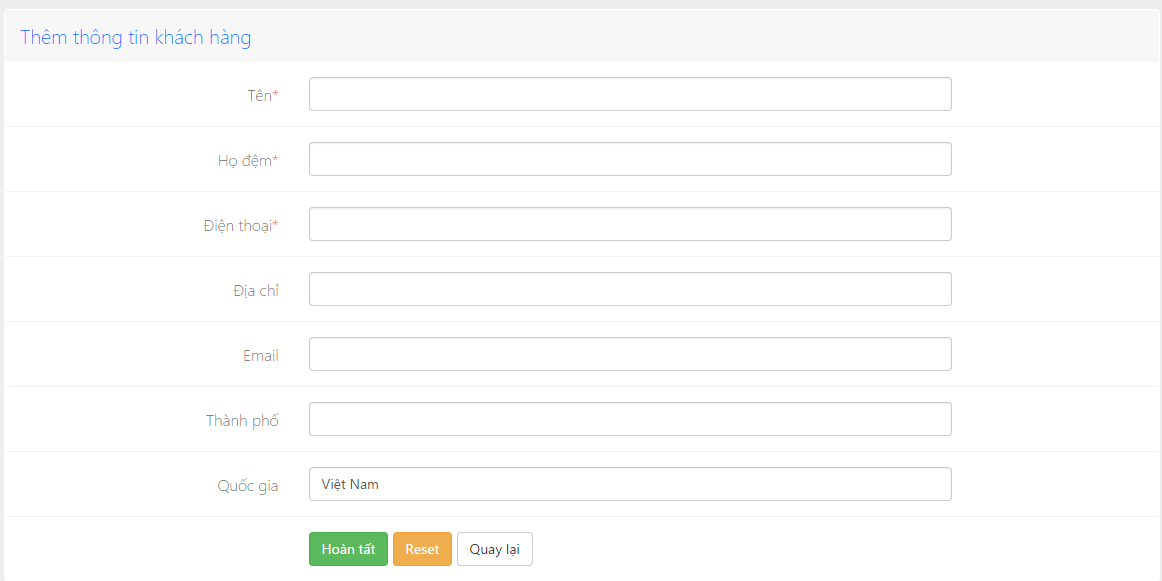 Thêm thông tin khách hàng
Tên*
Họ đệm*
Điện thoại*
Địa chỉ
Email
Thành phố
Quốc gia
Việt Nam
Hoàn tất Reset Quay lại